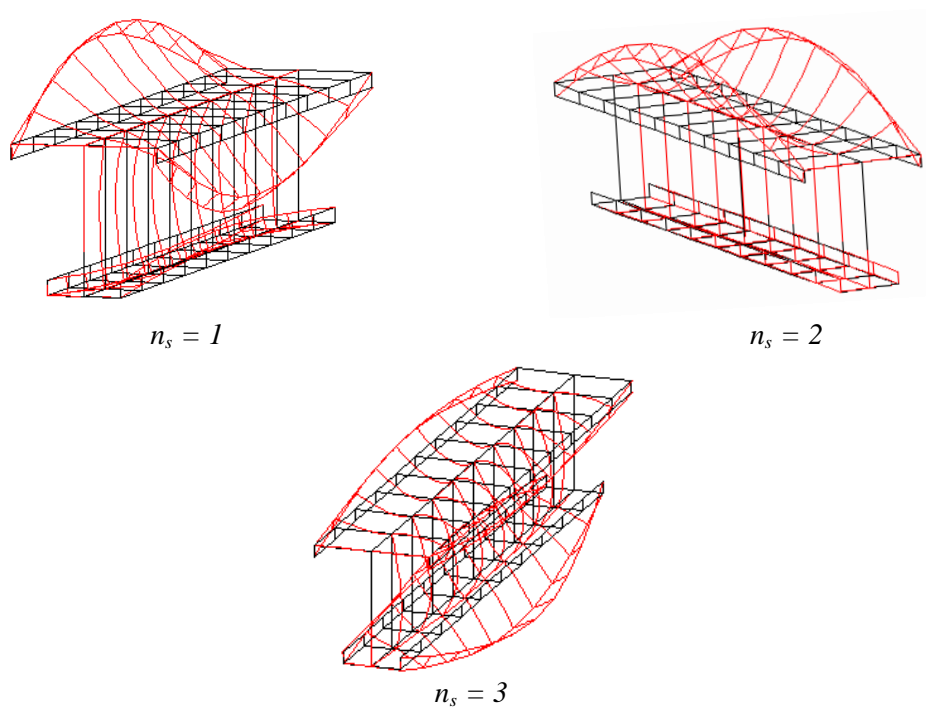 n_s = 1
n_s = 2
n_s = 3